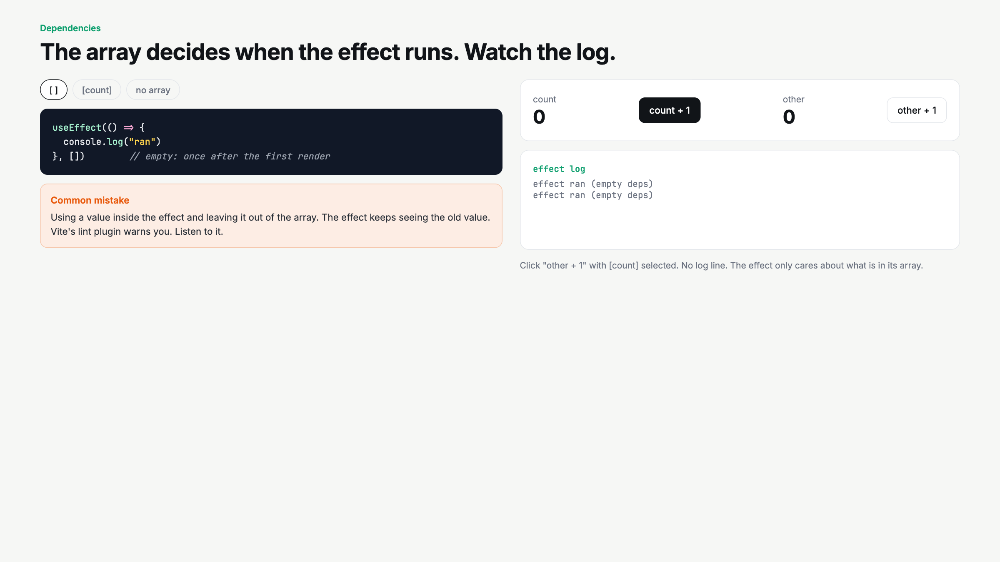 Dependencies
The array decides when the effect runs. Watch the log.
[ ]
[count]
no array
useEffect(() => {
  console.log("ran")
}, [])        // empty: once after the first render
Common mistake
Using a value inside the effect and leaving it out of the array. The effect keeps seeing the old value.
Vite's lint plugin warns you. Listen to it.
count
0
count + 1
other
0
other + 1
effect log
effect ran (empty deps)
effect ran (empty deps)
Click "other + 1" with [count] selected. No log line. The effect only cares about what is in its array.